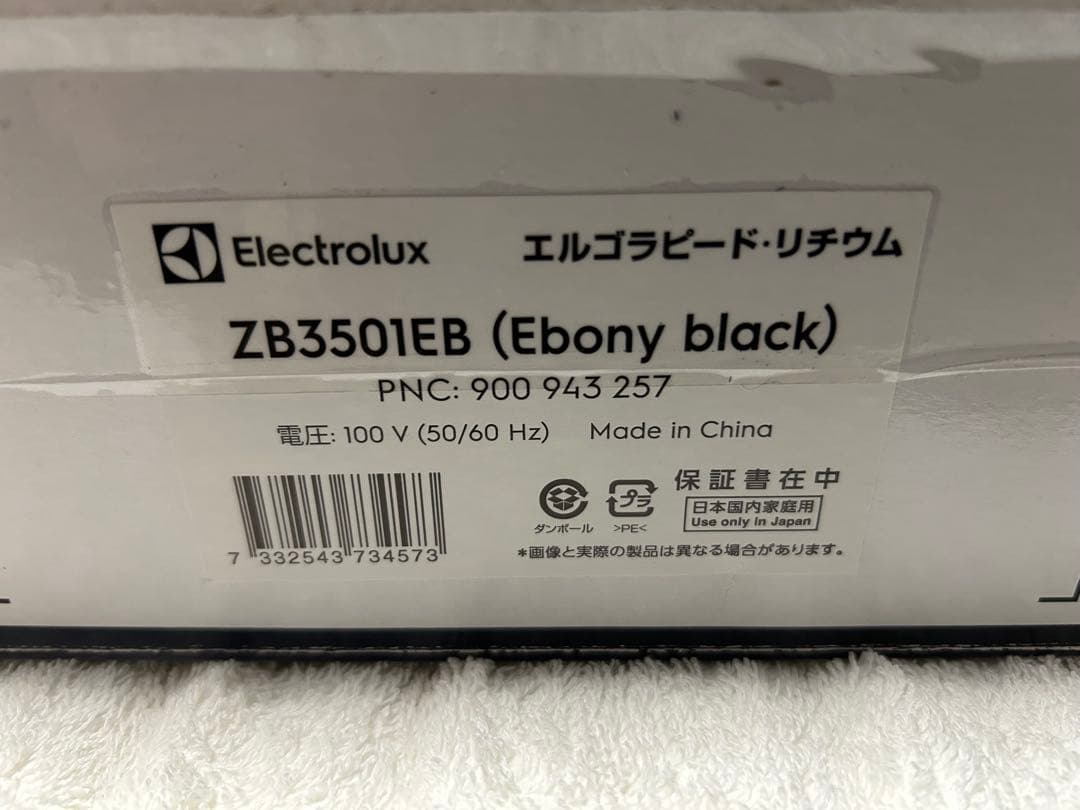 Electrolux エルゴラピード·リチウム
ZB3501EB (Ebony black)
PNC: 900 943 257
電圧: 100 V (50/60 Hz) Made in China
保証書在中
日本国内家庭用
Use only in Japan
ダンボール プラ >PE<
*画像と実際の製品は異なる場合があります。
7 332543 734573